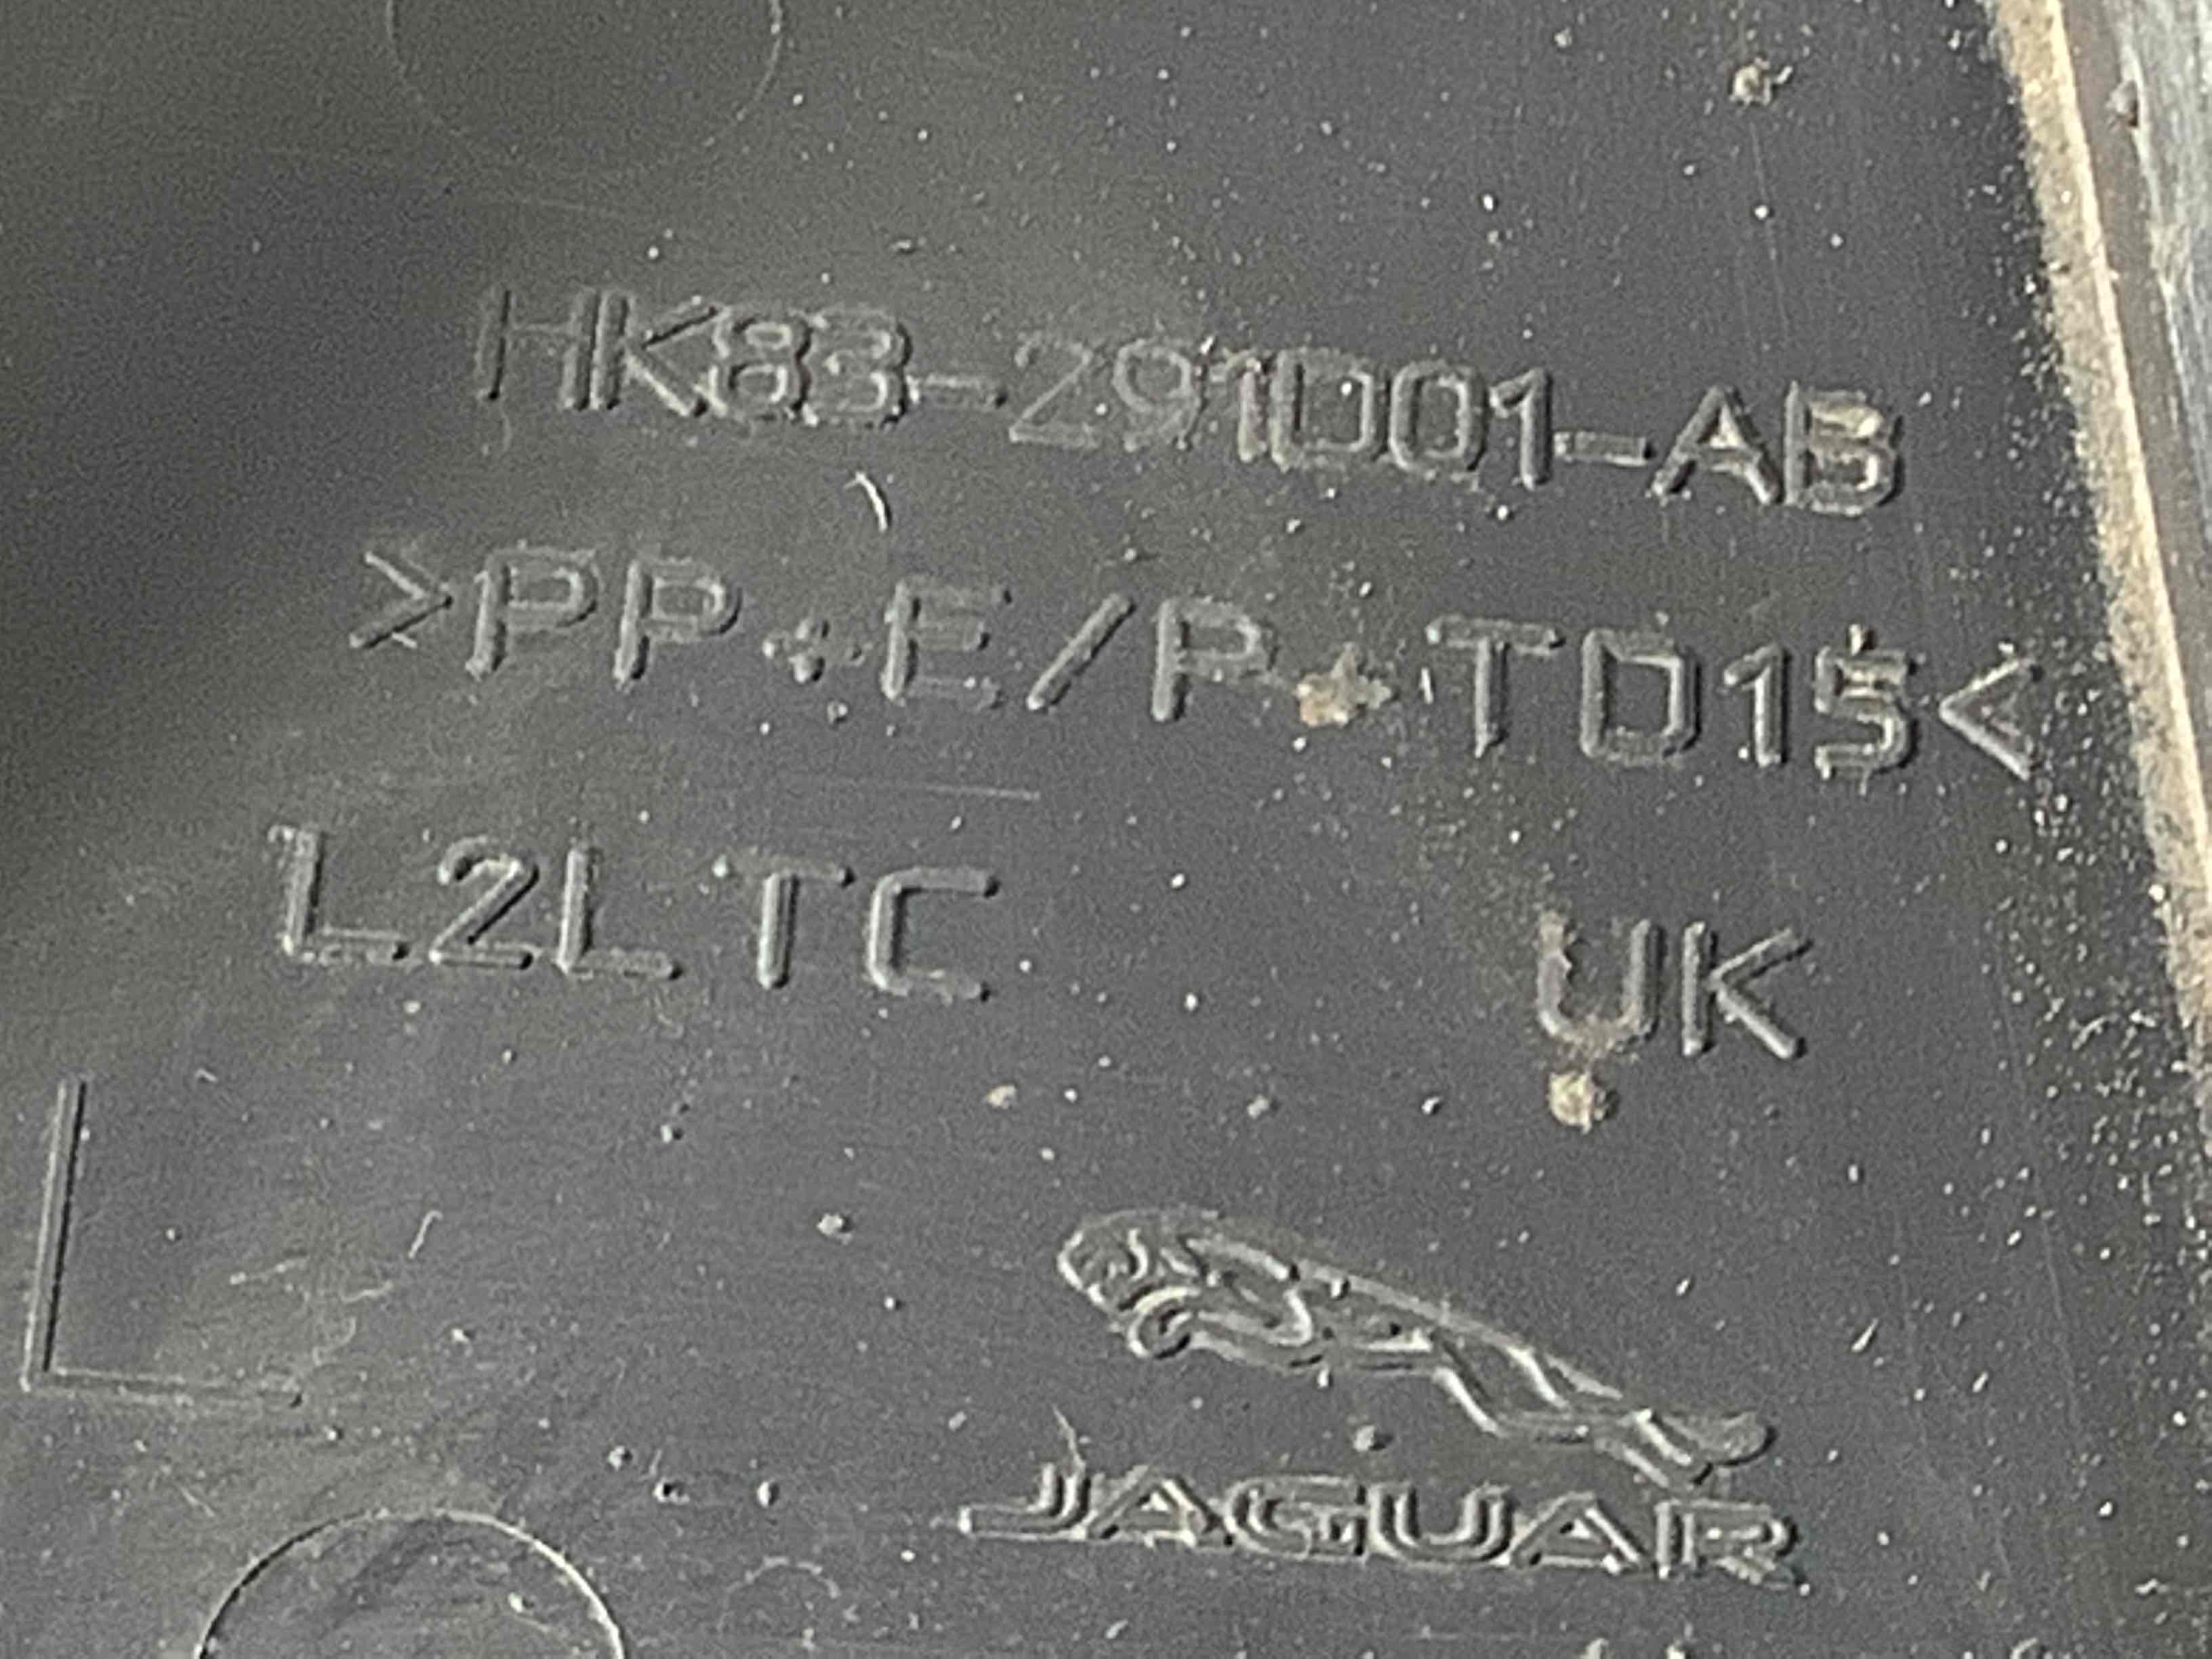 HK83-291D01-AB
>PP+E/P+TD15<
L2LTC UK
L
JAGUAR